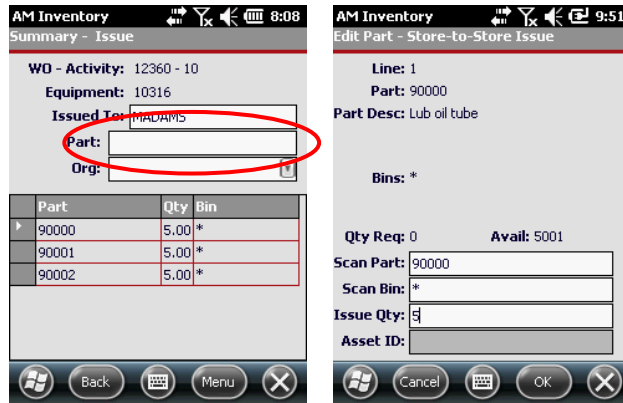 AM Inventory 8:08
Summary - Issue
WO - Activity: 12360 - 10
Equipment: 10316
Issued To: MADAMS
Part:
Org:
Part Qty Bin
90000 5.00 *
90001 5.00 *
90002 5.00 *
Back Menu
AM Inventory 9:51
Edit Part - Store-to-Store Issue
Line: 1
Part: 90000
Part Desc: Lub oil tube
Bins: *
Qty Req: 0 Avail: 5001
Scan Part: 90000
Scan Bin: *
Issue Qty: 5
Asset ID:
Cancel OK